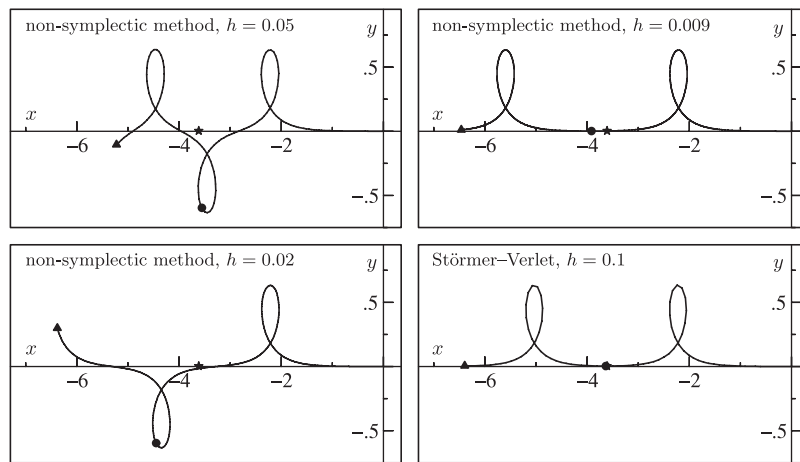 non-symplectic method, h = 0.05
y
.5
x
−6
−4
−2
−.5
non-symplectic method, h = 0.009
y
.5
x
−6
−4
−2
−.5
non-symplectic method, h = 0.02
y
.5
x
−6
−4
−2
−.5
Störmer–Verlet, h = 0.1
y
.5
x
−6
−4
−2
−.5